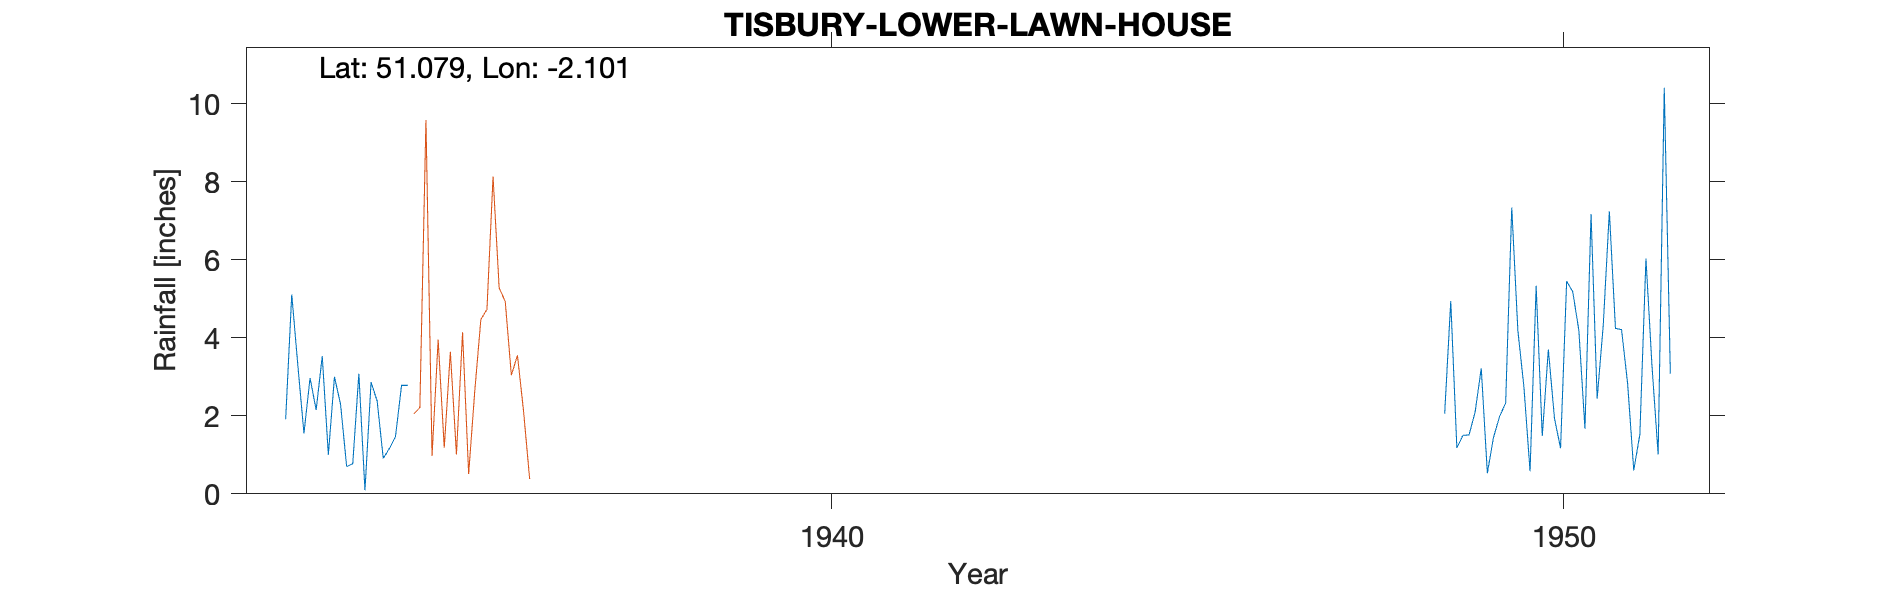 TISBURY-LOWER-LAWN-HOUSE
Lat: 51.079, Lon: -2.101
10
8
6
4
2
0
Rainfall [inches]
1940
1950
Year